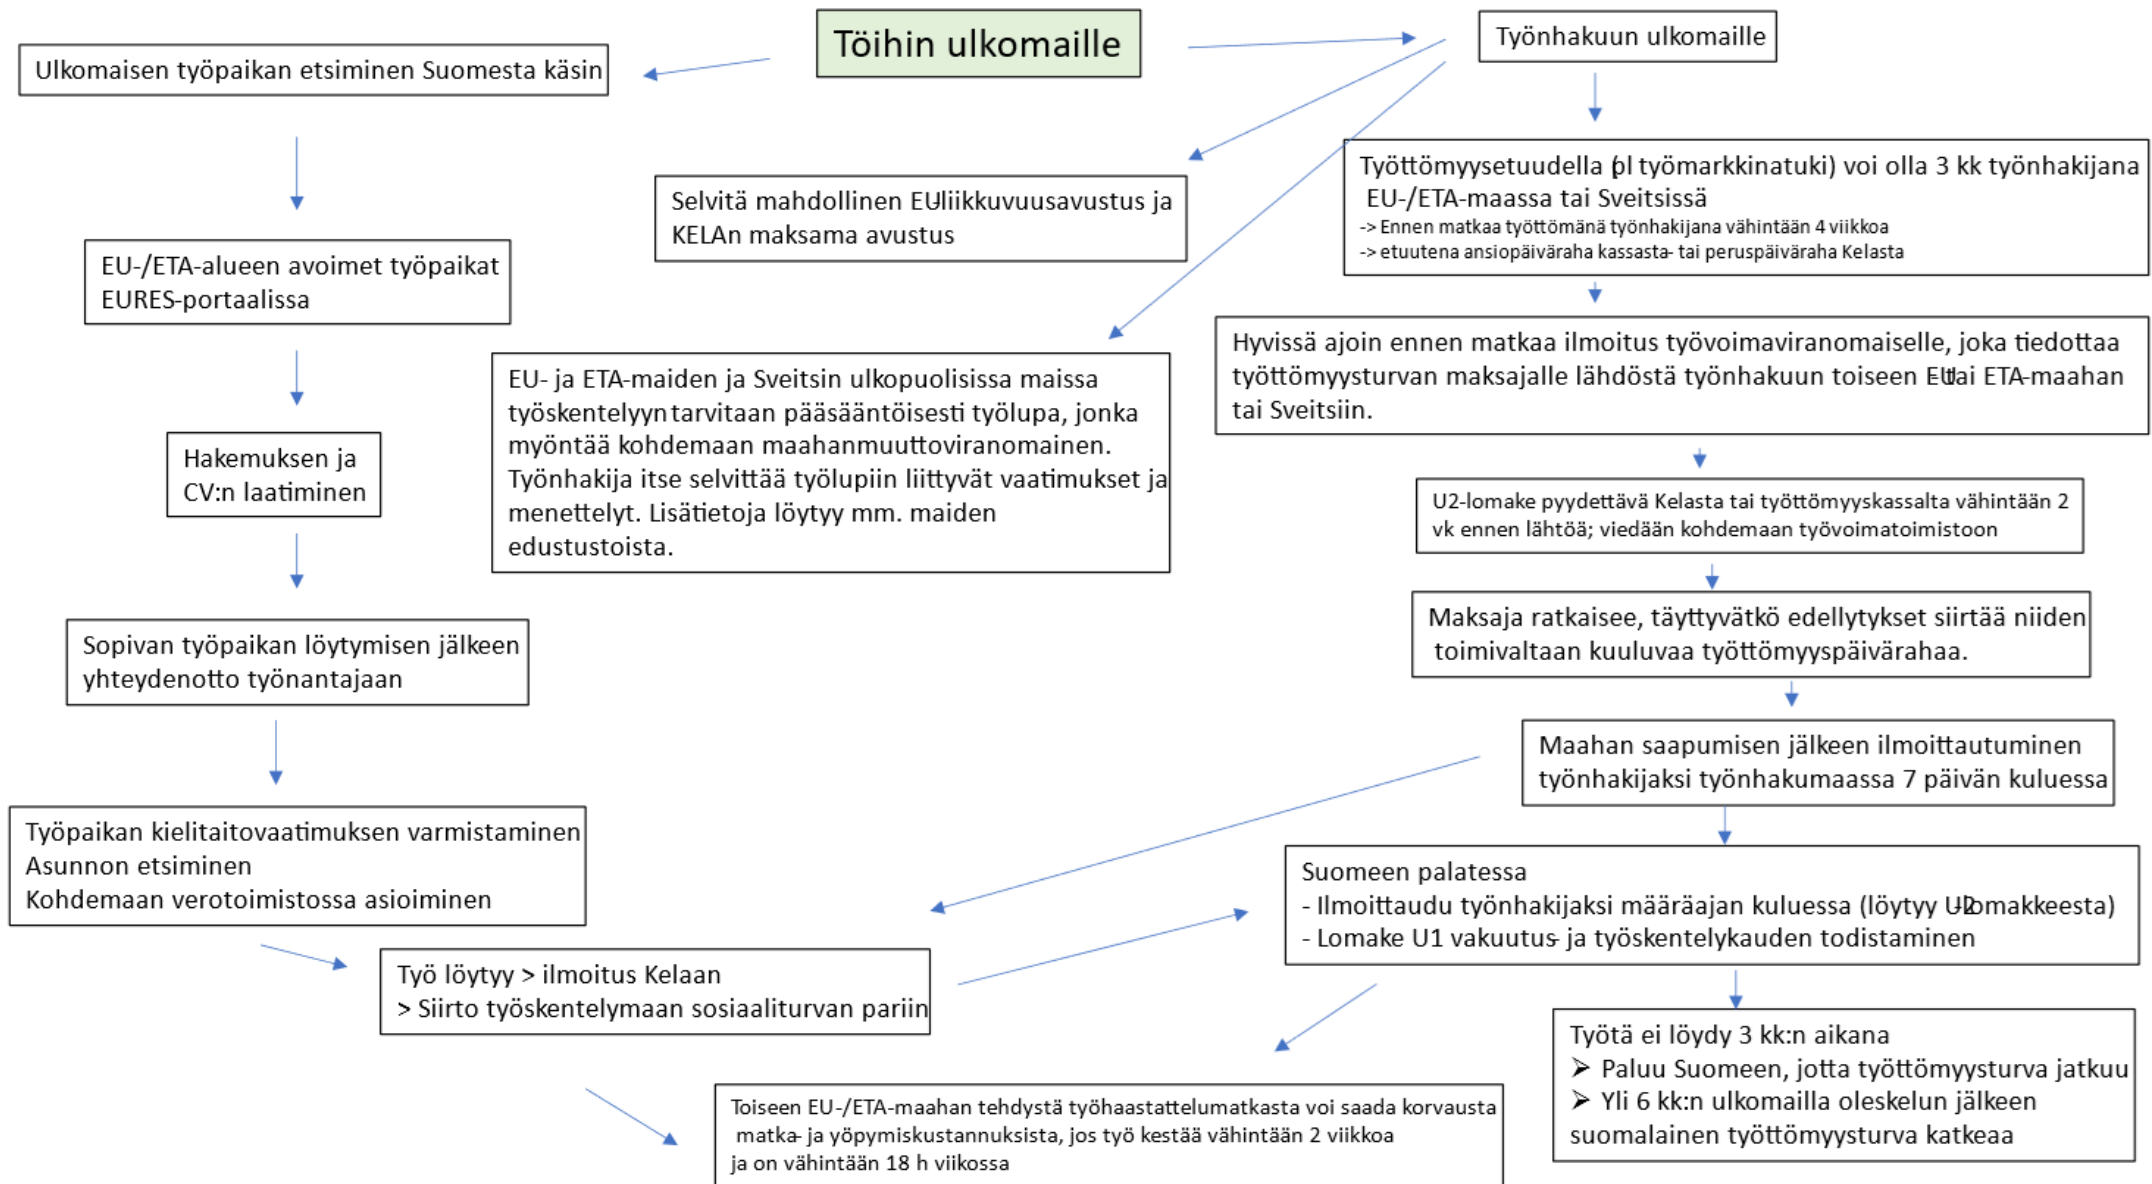 Töihin ulkomaille
Ulkomaisen työpaikan etsiminen Suomesta käsin
EU-/ETA-alueen avoimet työpaikat
EURES-portaalissa
Hakemuksen ja
CV:n laatiminen
Sopivan työpaikan löytymisen jälkeen
yhteydenotto työnantajaan
Työpaikan kielitaitovaatimuksen varmistaminen
Asunnon etsiminen
Kohdemaan verotoimistossa asioiminen
Työ löytyy > ilmoitus Kelaan
> Siirto työskentelymaan sosiaaliturvan pariin
Selvitä mahdollinen EU-liikkuvuusavustus ja
KELAn maksama avustus
EU- ja ETA-maiden ja Sveitsin ulkopuolisissa maissa
työskentelyyn tarvitaan pääsääntöisesti työlupa, jonka
myöntää kohdemaan maahanmuuttoviranomainen.
Työnhakija itse selvittää työlupiin liittyvät vaatimukset ja
menettelyt. Lisätietoja löytyy mm. maiden
edustustoista.
Työnhakuun ulkomaille
Työttömyysetuudella (pl työmarkkinatuki) voi olla 3 kk työnhakijana
EU-/ETA-maassa tai Sveitsissä
-> Ennen matkaa työttömänä työnhakijana vähintään 4 viikkoa
-> etuutena ansiopäiväraha kassasta- tai peruspäiväraha Kelasta
Hyvissä ajoin ennen matkaa ilmoitus työvoimaviranomaiselle, joka tiedottaa
työttömyysturvan maksajalle lähdöstä työnhakuun toiseen EU- tai ETA-maahan
tai Sveitsiin.
U2-lomake pyydettävä Kelasta tai työttömyyskassalta vähintään 2
vk ennen lähtöä; viedään kohdemaan työvoimatoimistoon
Maksaja ratkaisee, täyttyvätkö edellytykset siirtää niiden
toimivaltaan kuuluvaa työttömyyspäivärahaa.
Maahan saapumisen jälkeen ilmoittautuminen
työnhakijaksi työnhakumaassa 7 päivän kuluessa
Suomeen palatessa
- Ilmoittaudu työnhakijaksi määräajan kuluessa (löytyy U2-lomakkeesta)
- Lomake U1 vakuutus- ja työskentelykauden todistaminen
Työtä ei löydy 3 kk:n aikana
➢ Paluu Suomeen, jotta työttömyysturva jatkuu
➢ Yli 6 kk:n ulkomailla oleskelun jälkeen
suomalainen työttömyysturva katkeaa
Toiseen EU-/ETA-maahan tehdystä työhaastattelumatkasta voi saada korvausta
matka- ja yöpymiskustannuksista, jos työ kestää vähintään 2 viikkoa
ja on vähintään 18 h viikossa